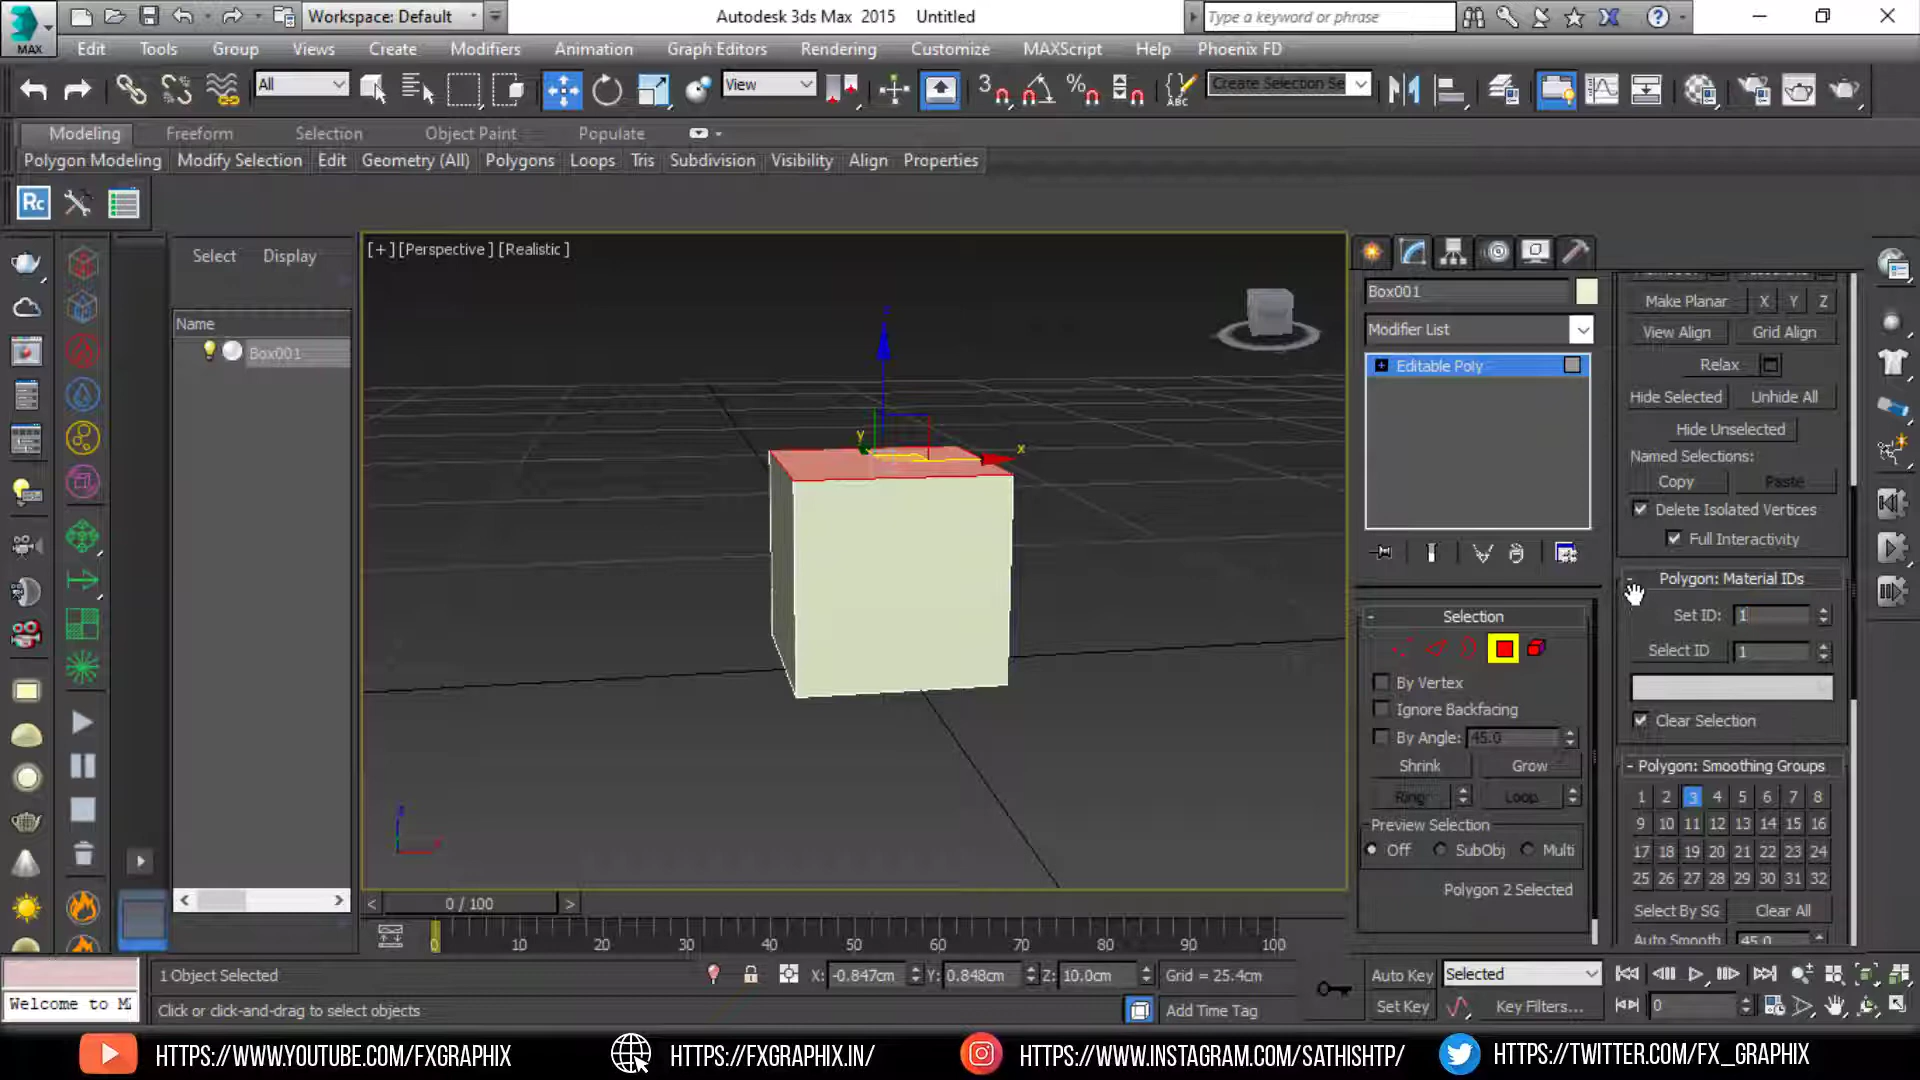 Workspace: Default
Autodesk 3ds Max 2015 Untitled
Type a keyword or phrase
MAX
Edit Tools Group Views Create Modifiers Animation Graph Editors Rendering Customize MAXScript Help Phoenix FD
All
View
3
ABC
Create Selection Se
Modeling Freeform Selection Object Paint Populate
Polygon Modeling Modify Selection Edit Geometry (All) Polygons Loops Tris Subdivision Visibility Align Properties
Rc
Select Display
Name
Box001
[+] [Perspective] [Realistic]
z
y
x
Box001
Modifier List
Editable Poly
Selection
By Vertex
Ignore Backfacing
By Angle: 45.0
Shrink Grow
Ring Loop
Preview Selection
Off SubObj Multi
Polygon 2 Selected
Make Planar X Y Z
View Align Grid Align
Relax
Hide Selected Unhide All
Hide Unselected
Named Selections:
Copy Paste
Delete Isolated Vertices
Full Interactivity
Polygon: Material IDs
Set ID: 1
Select ID 1
Clear Selection
Polygon: Smoothing Groups
1 2 3 4 5 6 7 8
9 10 11 12 13 14 15 16
17 18 19 20 21 22 23 24
25 26 27 28 29 30 31 32
Select By SG Clear All
Auto Smooth 45.0
0 / 100
0 10 20 30 40 50 60 70 80 90 100
1 Object Selected
X: -0.847cm Y: 0.848cm Z: 10.0cm Grid = 25.4cm
Auto Key Selected
Welcome to M
Click or click-and-drag to select objects
Add Time Tag
Set Key Key Filters...
0
HTTPS://WWW.YOUTUBE.COM/FXGRAPHIX HTTPS://FXGRAPHIX.IN/ HTTPS://WWW.INSTAGRAM.COM/SATHISHTP/ HTTPS://TWITTER.COM/FX_GRAPHIX